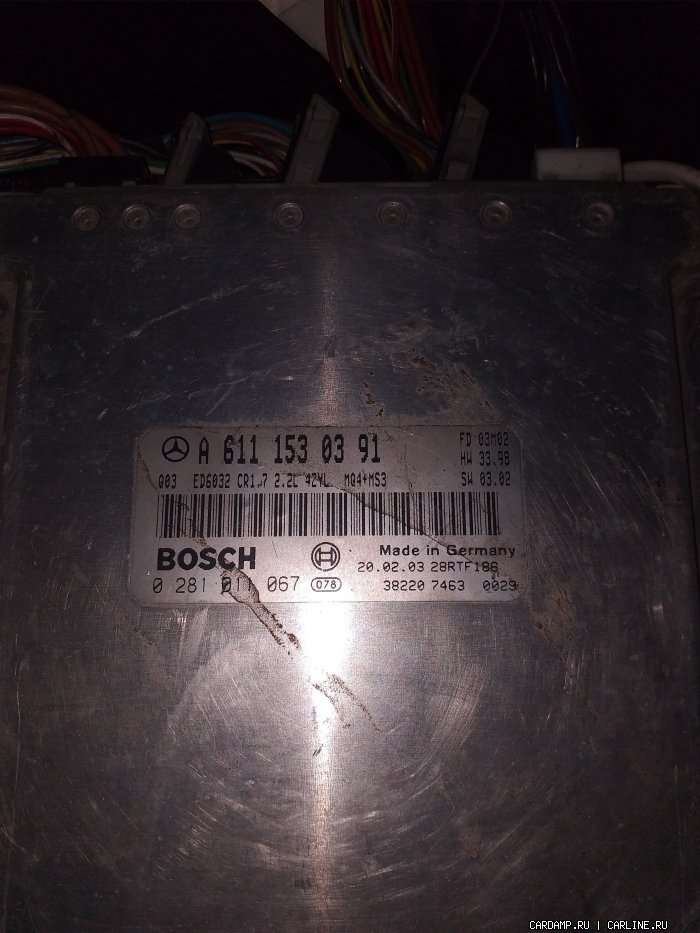 A 611 153 03 91
FD 03M02
HW 33.98
Q03 ED6032 CR1.7 2.2L 4ZYL MQ4+MS3
SW 03.02
BOSCH
Made in Germany
20.02.03 28RTF186
0 281 011 067 078 38220 7463 0029
CARDAMP.RU | CARLINE.RU